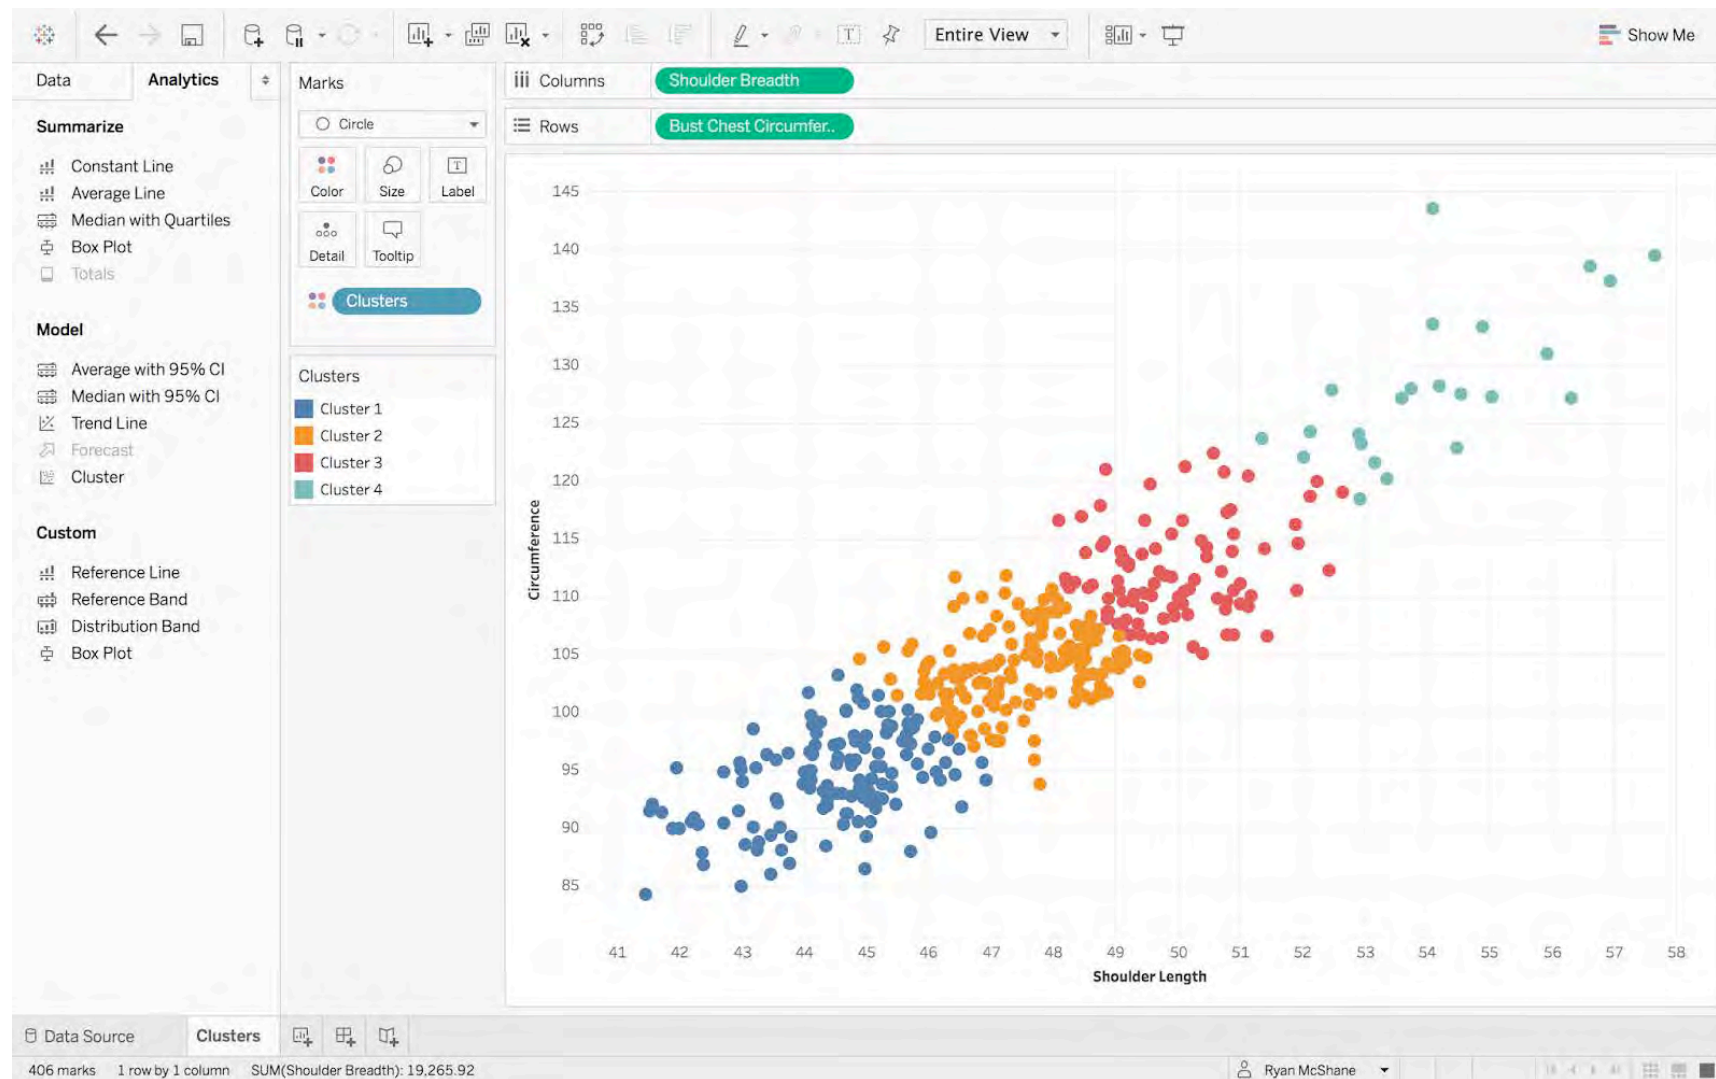 Entire View
Show Me
Data
Analytics
Summarize
Constant Line
Average Line
Median with Quartiles
Box Plot
Totals
Model
Average with 95% CI
Median with 95% CI
Trend Line
Forecast
Cluster
Custom
Reference Line
Reference Band
Distribution Band
Box Plot
Marks
Circle
Color
Size
T
Label
Detail
Tooltip
Clusters
Clusters
Cluster 1
Cluster 2
Cluster 3
Cluster 4
Columns
Shoulder Breadth
Rows
Bust Chest Circumfer..
145
140
135
130
125
120
115
110
105
100
95
90
85
Circumference
41 42 43 44 45 46 47 48 49 50 51 52 53 54 55 56 57 58
Shoulder Length
Data Source
Clusters
406 marks 1 row by 1 column SUM(Shoulder Breadth): 19,265.92
Ryan McShane